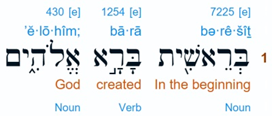 430 [e] 1254 [e] 7225 [e]
’ĕ·lō·hîm; bā·rā bə·rê·šîṯ
1 בְּרֵאשִׁ֖ית בָּרָ֣א אֱלֹהִ֑ים
God created In the beginning
Noun Verb Noun